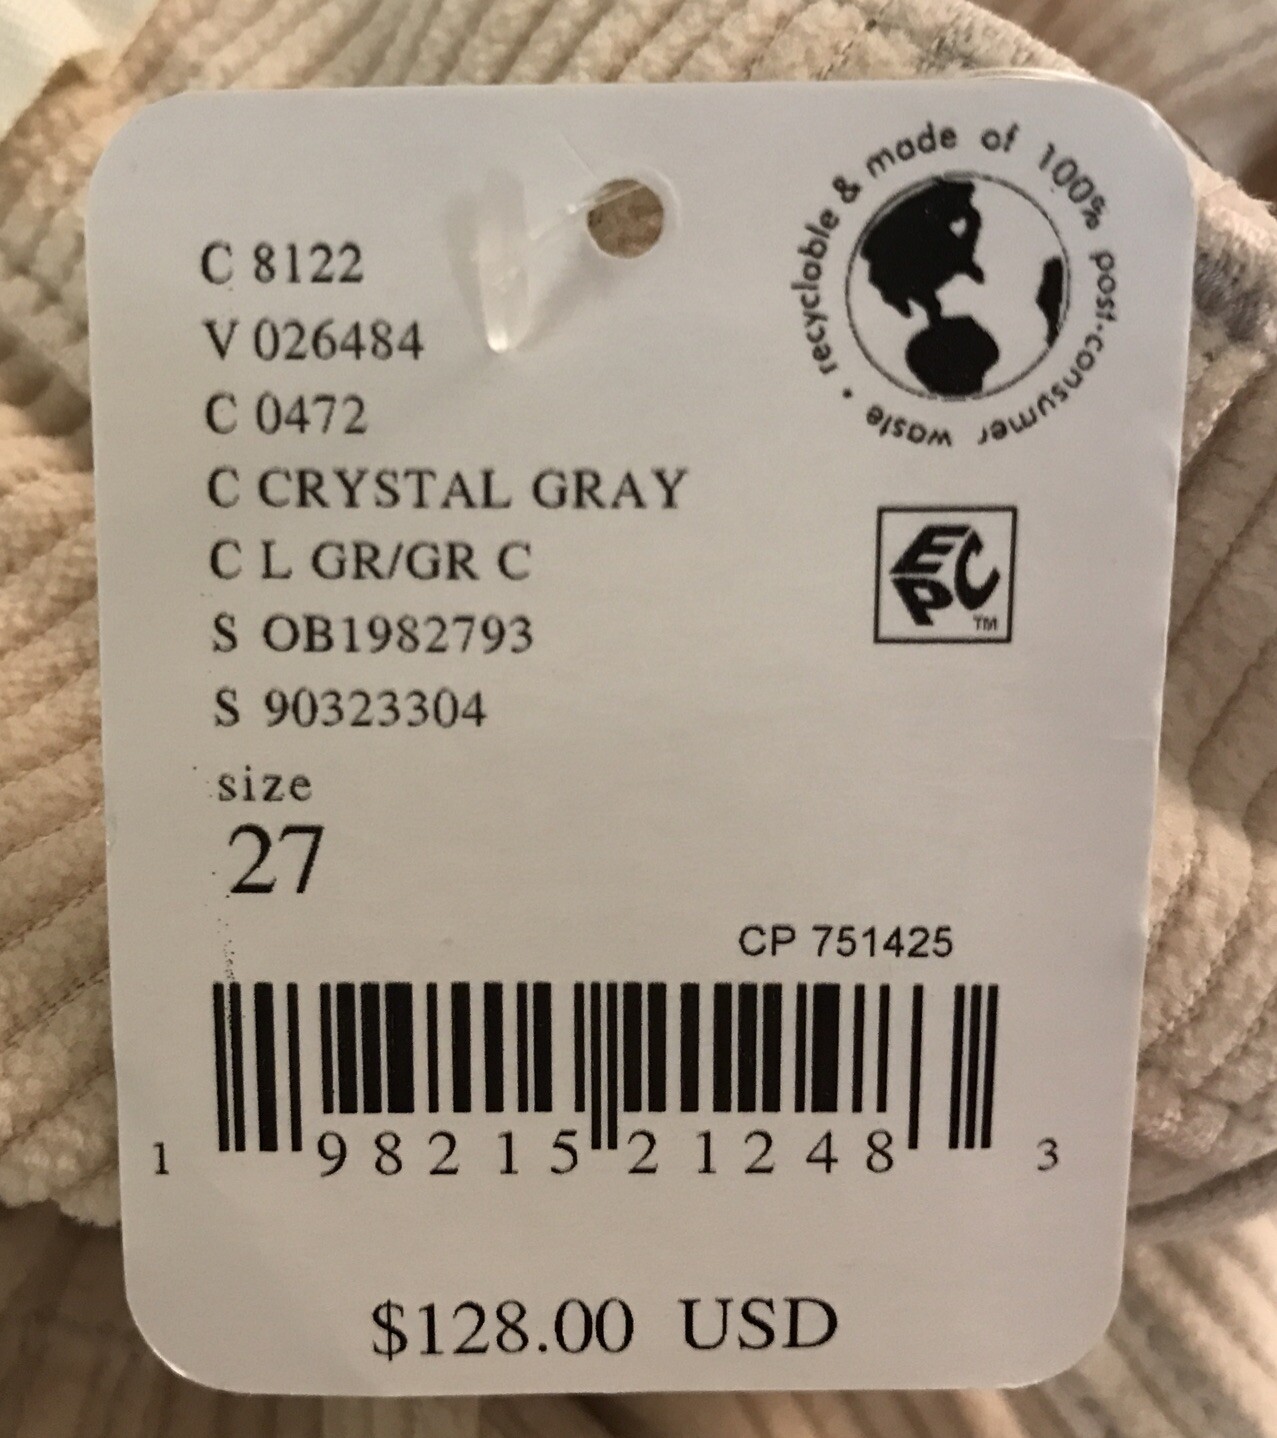 recyclable & made of 100% post-consumer waste •
C 8122
V 026484
C 0472
C CRYSTAL GRAY
C L GR/GR C
EPC
TM
S OB1982793
S 90323304
size
27
CP 751425
1 98215 21248 3
$128.00 USD